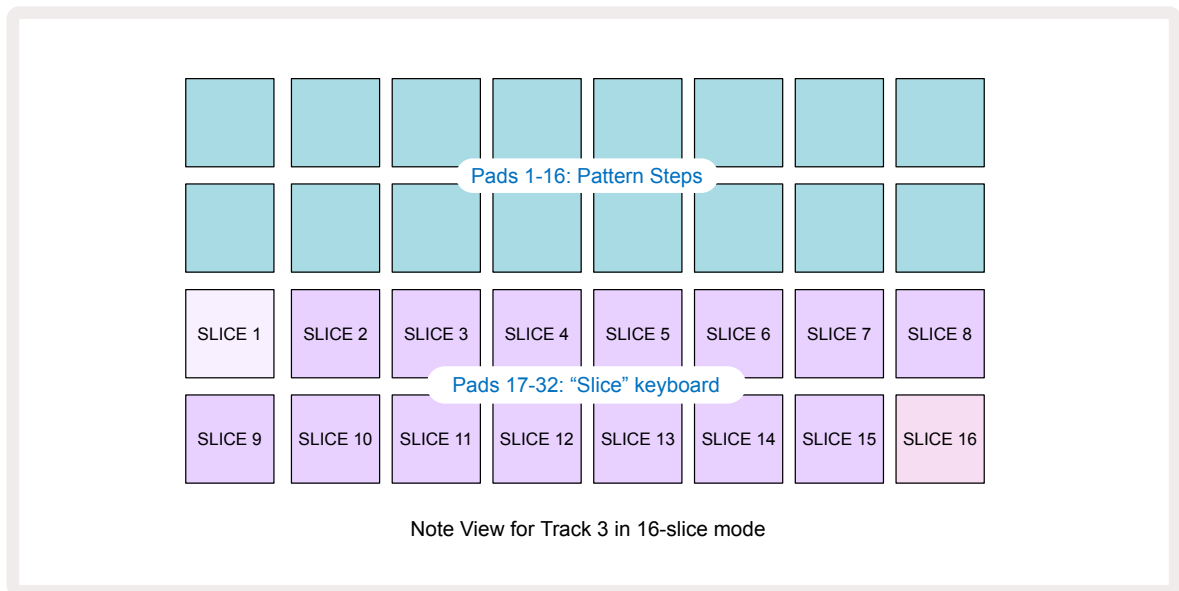 Pads 1-16: Pattern Steps
SLICE 1 SLICE 2 SLICE 3 SLICE 4 SLICE 5 SLICE 6 SLICE 7 SLICE 8
Pads 17-32: “Slice” keyboard
SLICE 9 SLICE 10 SLICE 11 SLICE 12 SLICE 13 SLICE 14 SLICE 15 SLICE 16
Note View for Track 3 in 16-slice mode